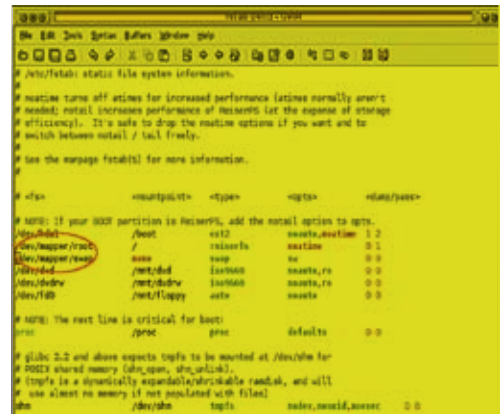 File Edit Tools Syntax Buffers Window Help
# /etc/fstab: static file system information.
#
# noatime turns off atimes for increased performance (atimes normally aren't
# needed; notail increases performance of ReiserFS (at the expense of storage
# efficiency). It's safe to drop the noatime options if you want and to
# switch between notail / tail freely.
#
# See the manpage fstab(5) for more information.
#
# <fs> <mountpoint> <type> <opts> <dump/pass>
# NOTE: If your BOOT partition is ReiserFS, add the notail option to opts.
/boot ext2 noauto,noatime 1 2
/dev/mapper/root / reiserfs noatime 0 1
/dev/mapper/swap none swap sw 0 0
/dev/dvd /mnt/dvd iso9660 noauto,ro 0 0
/dev/dvdrw /mnt/dvdrw iso9660 noauto,ro 0 0
/dev/fd0 /mnt/floppy auto noauto 0 0
# NOTE: The next line is critical for boot!
proc /proc proc defaults 0 0
# glibc 2.2 and above expects tmpfs to be mounted at /dev/shm for
# POSIX shared memory (shm_open, shm_unlink).
# (tmpfs is a dynamically expandable/shrinkable ramdisk, and will
# use almost no memory if not populated with files)
shm /dev/shm tmpfs nodev,nosuid,noexec 0 0